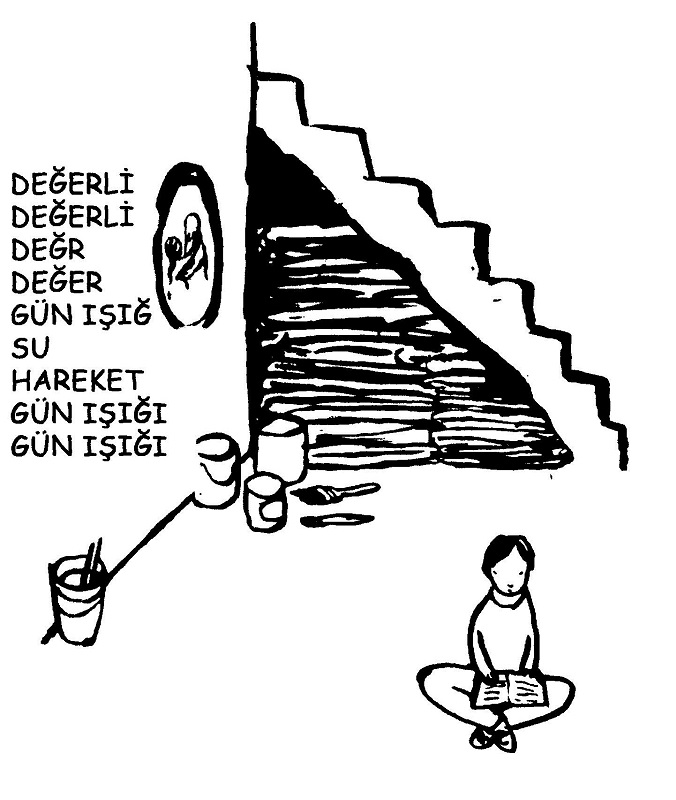 DEĞERLİ
DEĞERLİ
DEĞR
DEĞER
GÜN IŞIĞ
SU
HAREKET
GÜN IŞIĞI
GÜN IŞIĞI